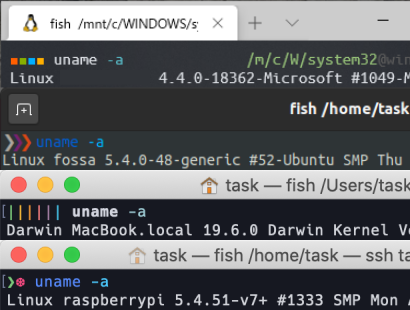 fish /mnt/c/WINDOWS/sy
uname -a /m/c/W/system32@win
Linux 4.4.0-18362-Microsoft #1049-M
fish /home/task
❯❯❯ uname -a
Linux fossa 5.4.0-48-generic #52-Ubuntu SMP Thu
task — fish /Users/task
[|||||| uname -a
Darwin MacBook.local 19.6.0 Darwin Kernel Ve
task — fish /home/task — ssh ta
[❯❆ uname -a
Linux raspberrypi 5.4.51-v7+ #1333 SMP Mon A